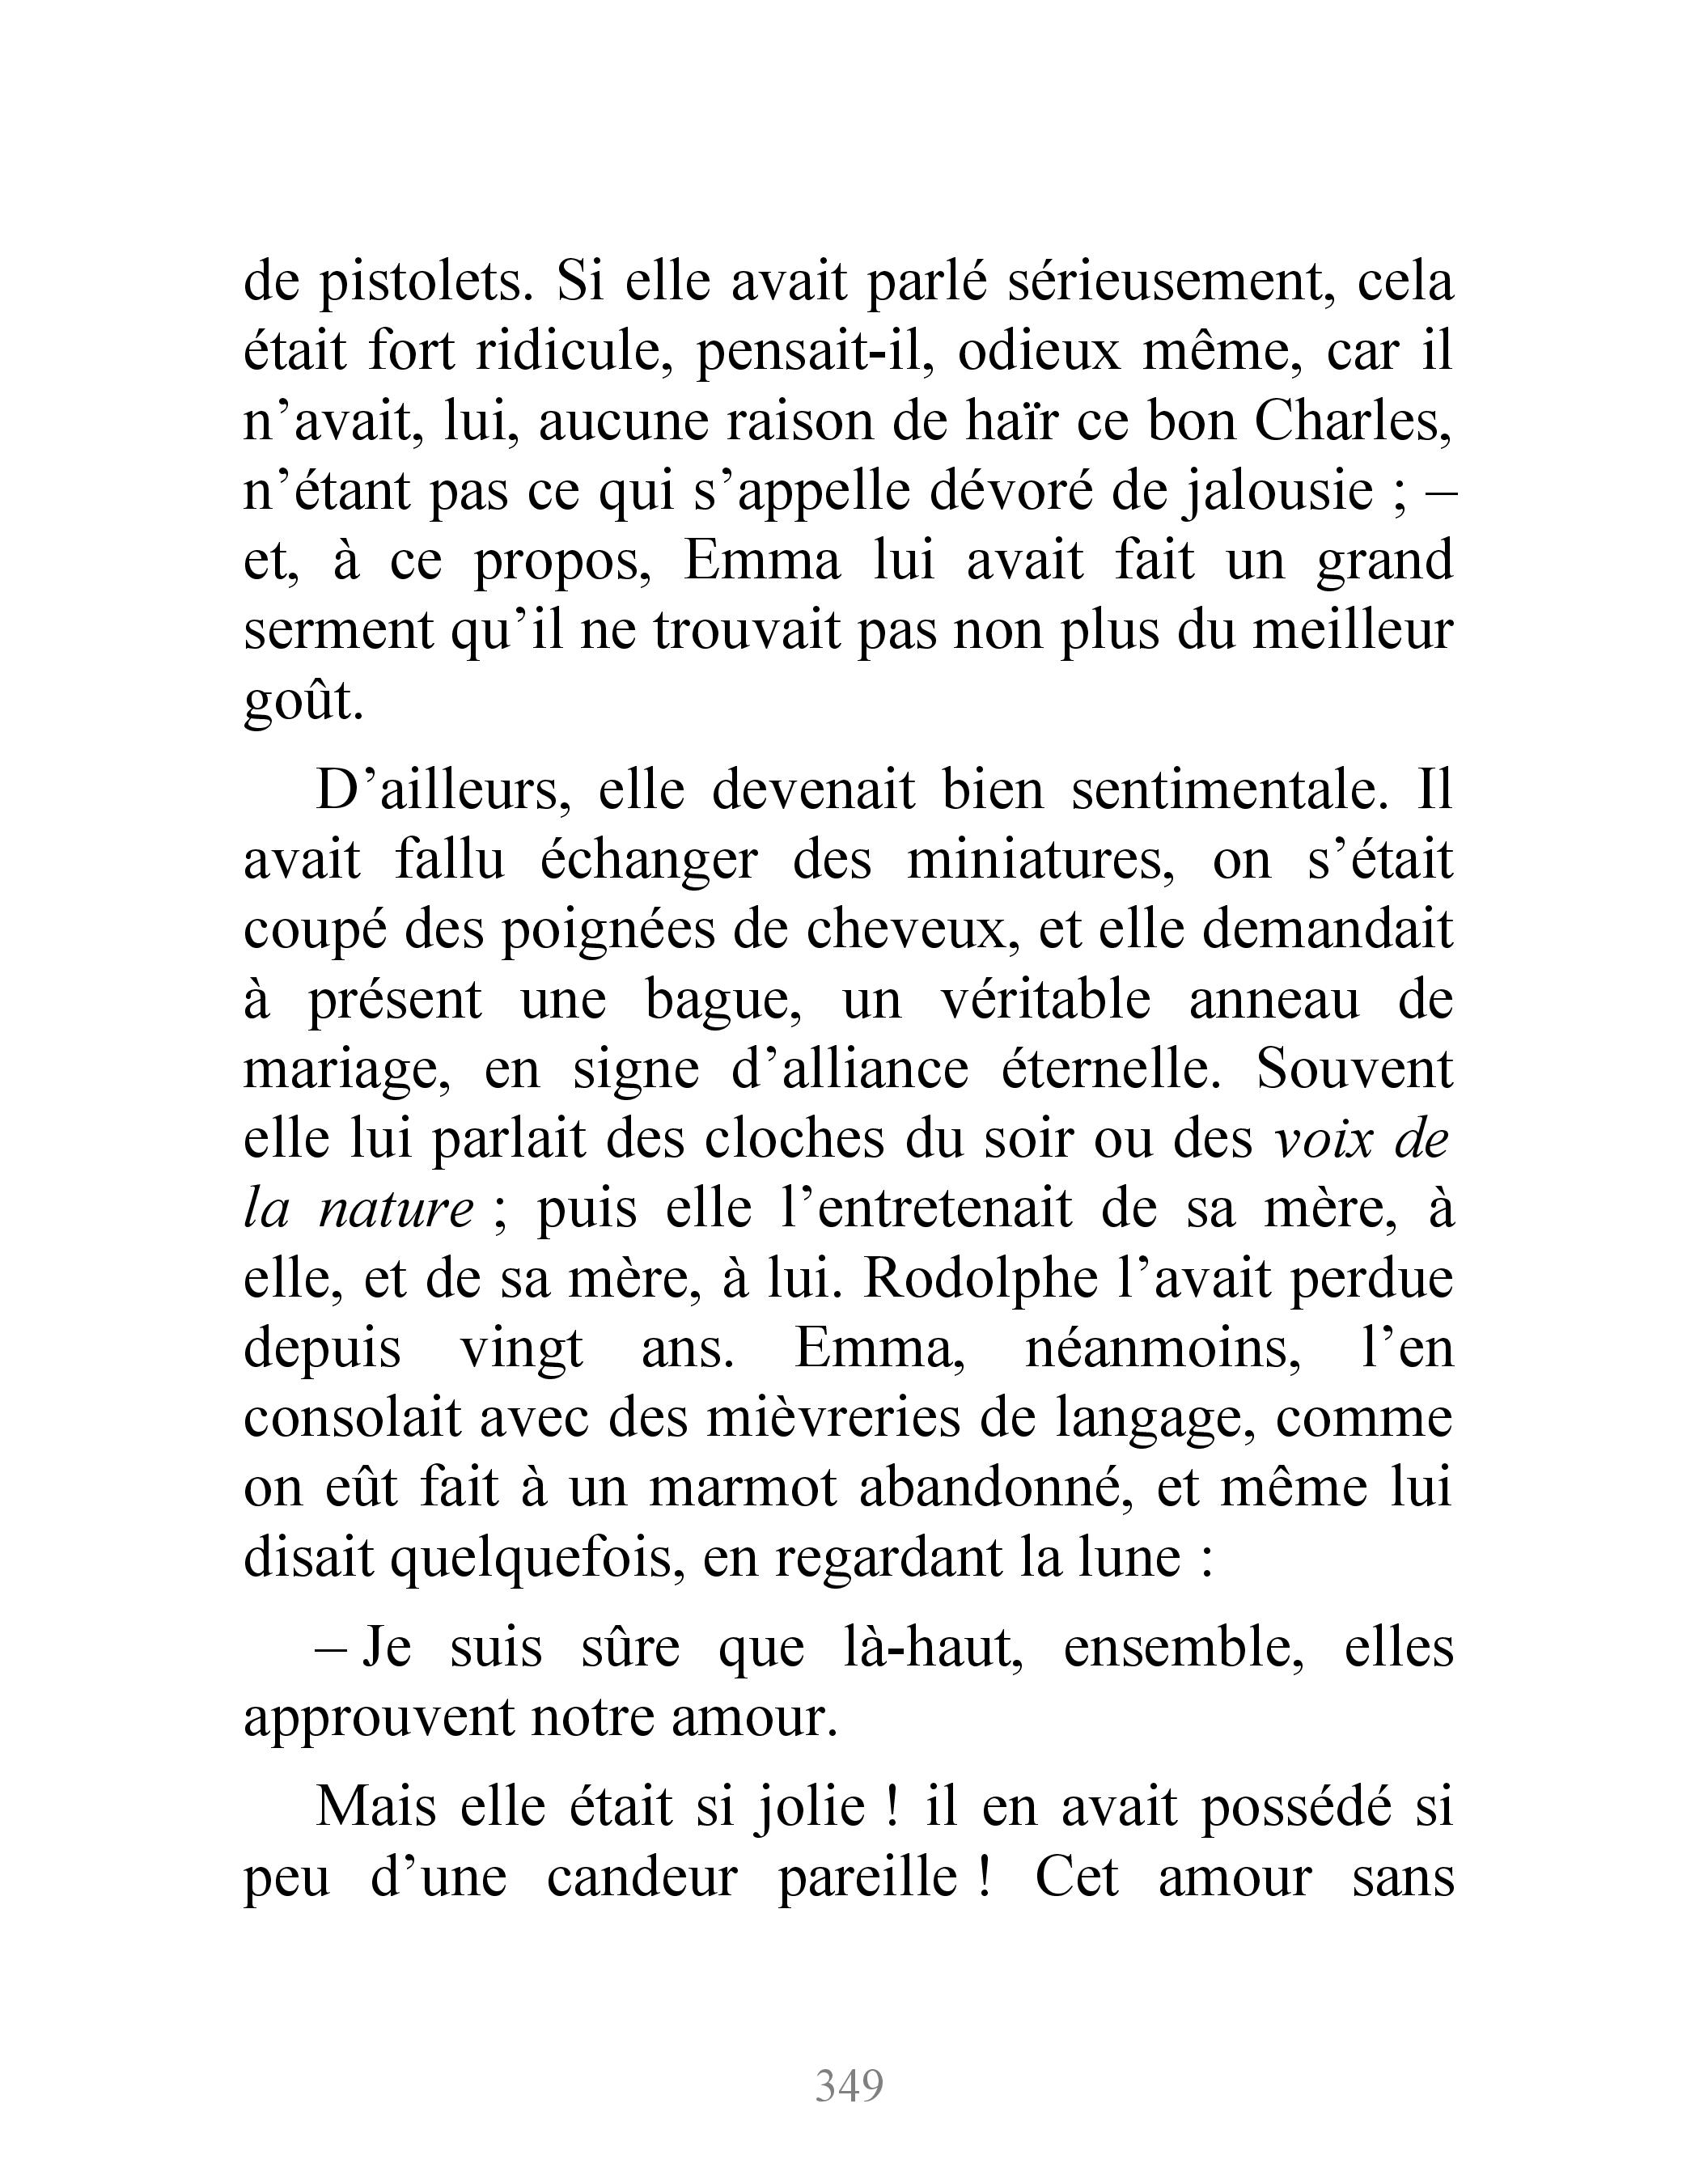 de pistolets. Si elle avait parlé sérieusement, cela
était fort ridicule, pensait-il, odieux même, car il
n’avait, lui, aucune raison de haïr ce bon Charles,
n’étant pas ce qui s’appelle dévoré de jalousie ; –
et, à ce propos, Emma lui avait fait un grand
serment qu’il ne trouvait pas non plus du meilleur
goût.
D’ailleurs, elle devenait bien sentimentale. Il
avait fallu échanger des miniatures, on s’était
coupé des poignées de cheveux, et elle demandait
à présent une bague, un véritable anneau de
mariage, en signe d’alliance éternelle. Souvent
elle lui parlait des cloches du soir ou des voix de
la nature ; puis elle l’entretenait de sa mère, à
elle, et de sa mère, à lui. Rodolphe l’avait perdue
depuis vingt ans. Emma, néanmoins, l’en
consolait avec des mièvreries de langage, comme
on eût fait à un marmot abandonné, et même lui
disait quelquefois, en regardant la lune :
– Je suis sûre que là-haut, ensemble, elles
approuvent notre amour.
Mais elle était si jolie ! il en avait possédé si
peu d’une candeur pareille ! Cet amour sans
349